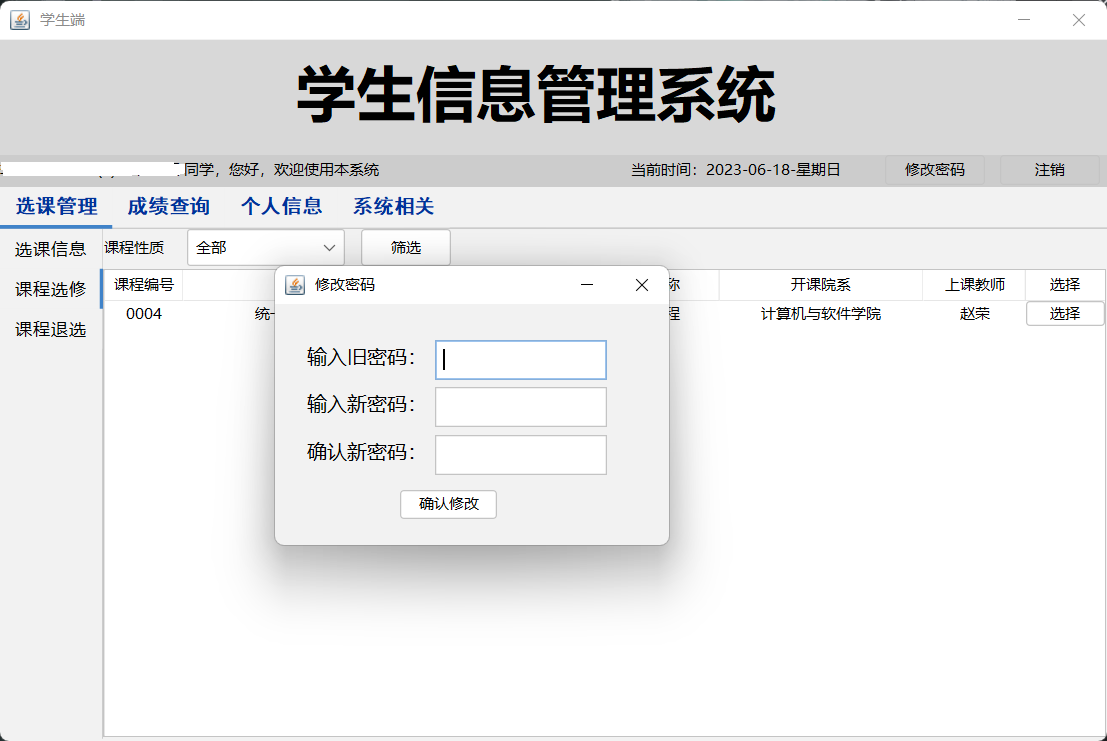 学生端
学生信息管理系统
同学，您好，欢迎使用本系统 当前时间：2023-06-18-星期日 修改密码 注销
选课管理 成绩查询 个人信息 系统相关
选课信息 课程性质 全部 筛选
课程选修
课程退选
课程编号 称 开课院系 上课教师 选择
0004 统一 程 计算机与软件学院 赵荣 选择
修改密码
输入旧密码：
输入新密码：
确认新密码：
确认修改